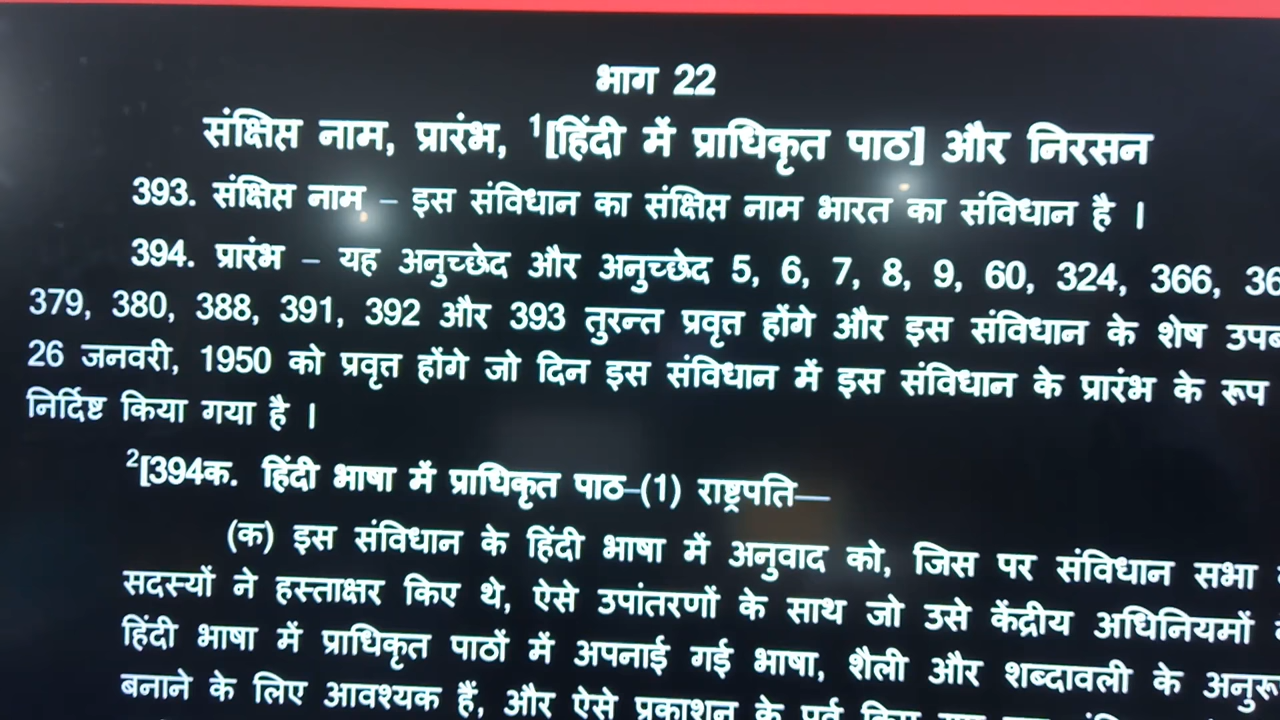 भाग 22
संक्षिप्त नाम, प्रारंभ, ¹[हिंदी में प्राधिकृत पाठ] और निरसन
393. संक्षिप्त नाम – इस संविधान का संक्षिप्त नाम भारत का संविधान है ।
394. प्रारंभ – यह अनुच्छेद और अनुच्छेद 5, 6, 7, 8, 9, 60, 324, 366,
379, 380, 388, 391, 392 और 393 तुरन्त प्रवृत्त होंगे और इस संविधान के शेष
26 जनवरी, 1950 को प्रवृत्त होंगे जो दिन इस संविधान में इस संविधान के प्रारंभ के रूप
निर्दिष्ट किया गया है ।
²[394क. हिंदी भाषा में प्राधिकृत पाठ–(1) राष्ट्रपति—
(क) इस संविधान के हिंदी भाषा में अनुवाद को, जिस पर संविधान सभा
सदस्यों ने हस्ताक्षर किए थे, ऐसे उपांतरणों के साथ जो उसे केंद्रीय अधिनियमों
हिंदी भाषा में प्राधिकृत पाठों में अपनाई गई भाषा, शैली और शब्दावली के
बनाने के लिए आवश्यक हैं, और ऐसे प्रकाशन के पूर्व